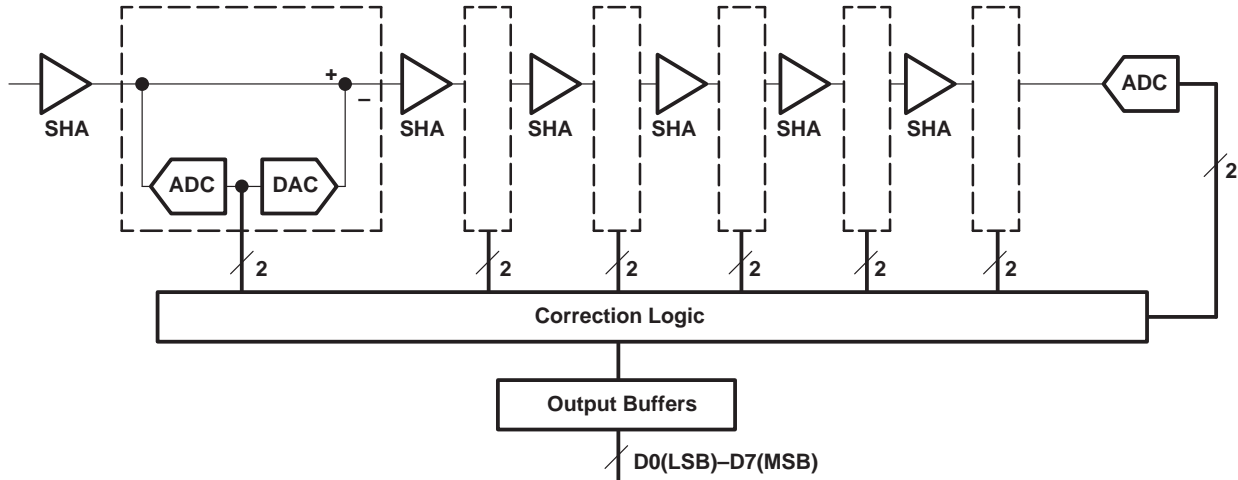 +
–
ADC
SHA
SHA
SHA
SHA
SHA
SHA
ADC
DAC
2
2
2
2
2
2
2
Correction Logic
Output Buffers
D0(LSB)–D7(MSB)